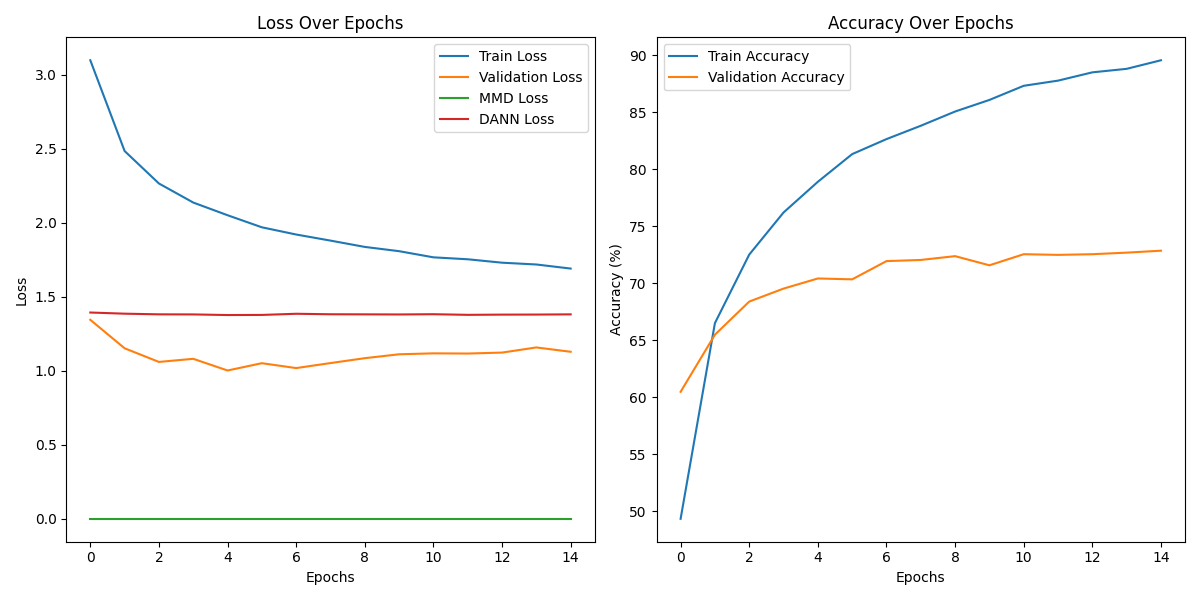 Loss Over Epochs
Train Loss
Validation Loss
MMD Loss
DANN Loss
Loss
3.0
2.5
2.0
1.5
1.0
0.5
0.0
0 2 4 6 8 10 12 14
Epochs
Accuracy Over Epochs
Train Accuracy
Validation Accuracy
Accuracy (%)
90
85
80
75
70
65
60
55
50
0 2 4 6 8 10 12 14
Epochs